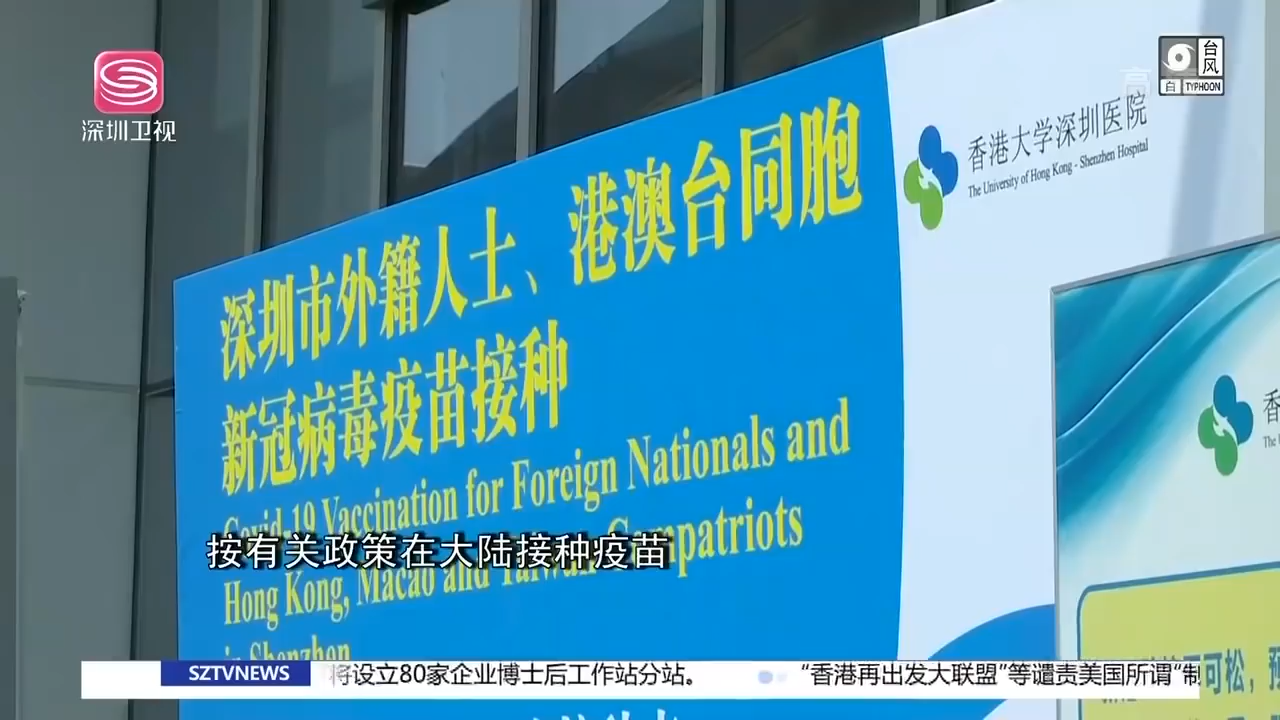 深圳卫视
台风
白
TYPHOON
香港大学深圳医院
The University of Hong Kong - Shenzhen Hospital
深圳市外籍人士、港澳台同胞
新冠病毒疫苗接种
Covid-19 Vaccination for Foreign Nationals and
Hong Kong, Macao and Taiwan Compatriots
in Shenzhen
按有关政策在大陆接种疫苗
香
可松,
SZTVNEWS
将设立80家企业博士后工作站分站。
“香港再出发大联盟”等谴责美国所谓“制